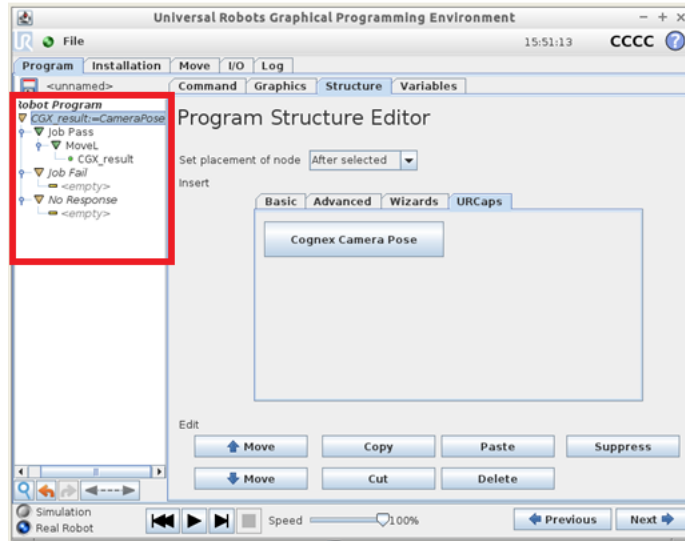 Universal Robots Graphical Programming Environment
File 15:51:13 CCCC ?
Program Installation Move I/O Log
<unnamed> Command Graphics Structure Variables
Robot Program
CGX_result:=CameraPose
Job Pass
MoveL
CGX_result
Job Fail
<empty>
No Response
<empty>
Program Structure Editor
Set placement of node After selected
Insert
Basic Advanced Wizards URCaps
Cognex Camera Pose
Edit
Move Copy Paste Suppress
Move Cut Delete
Simulation
Real Robot
Speed 100% Previous Next